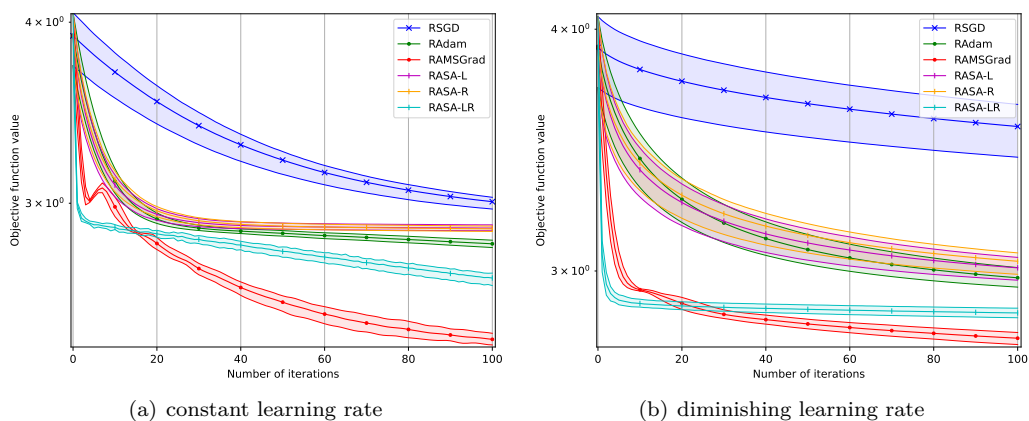 4 × 10⁰
3 × 10⁰
Objective function value
RSGD
RAdam
RAMSGrad
RASA-L
RASA-R
RASA-LR
0 20 40 60 80 100
Number of iterations
(a) constant learning rate
4 × 10⁰
3 × 10⁰
Objective function value
RSGD
RAdam
RAMSGrad
RASA-L
RASA-R
RASA-LR
0 20 40 60 80 100
Number of iterations
(b) diminishing learning rate